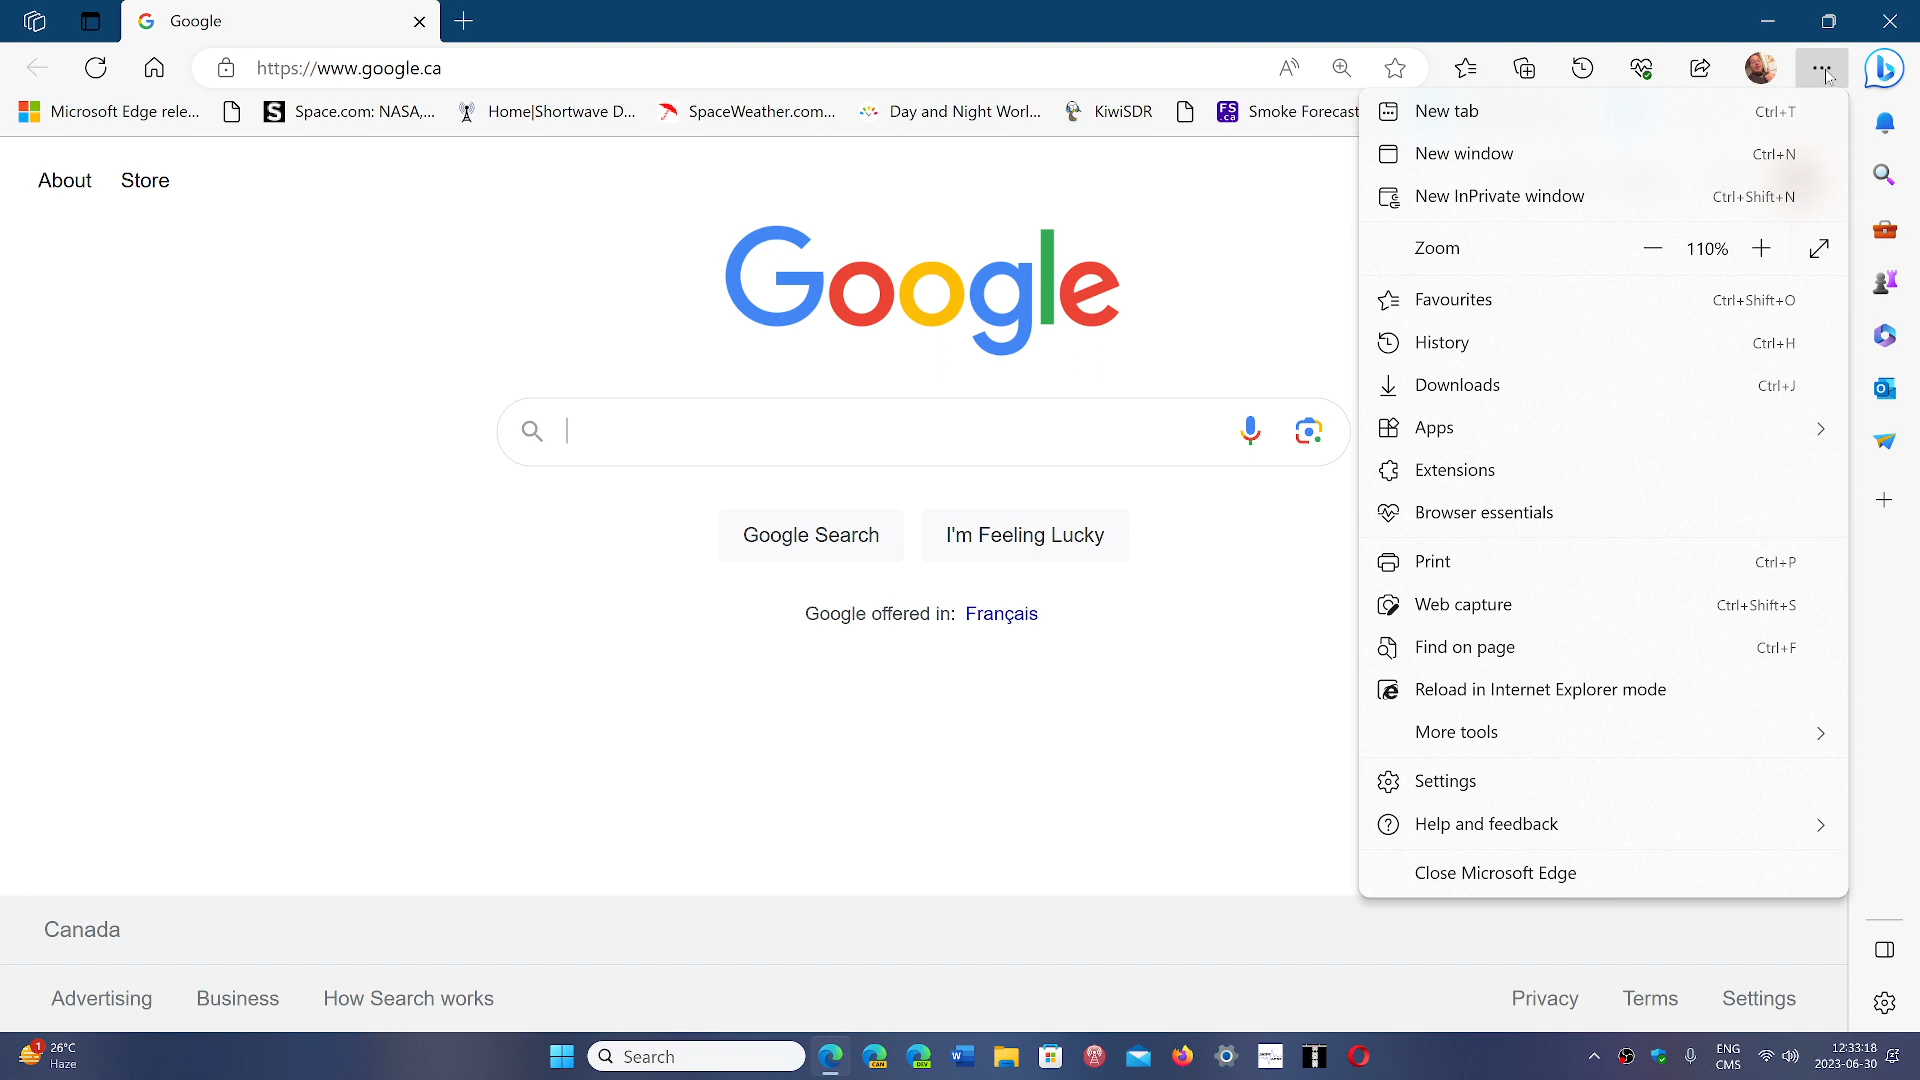 Google
https://www.google.ca
Microsoft Edge rele... Space.com: NASA,... Home|Shortwave D... SpaceWeather.com... Day and Night Worl... KiwiSDR FS .ca Smoke Forecast
About Store
Google
Google Search I'm Feeling Lucky
Google offered in: Français
New tab Ctrl+T
New window Ctrl+N
New InPrivate window Ctrl+Shift+N
Zoom 110%
Favourites Ctrl+Shift+O
History Ctrl+H
Downloads Ctrl+J
Apps
Extensions
Browser essentials
Print Ctrl+P
Web capture Ctrl+Shift+S
Find on page Ctrl+F
Reload in Internet Explorer mode
More tools
Settings
Help and feedback
Close Microsoft Edge
Canada
Advertising Business How Search works Privacy Terms Settings
1 26°C
Haze
Search
CAN DEV
ENG
CMS
12:33:18
2023-06-30